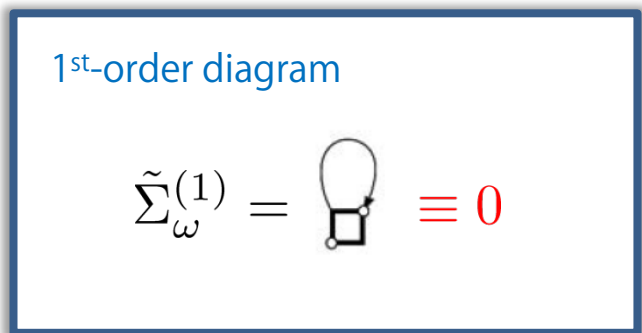 1st-order diagram
Σ̃_ω^(1) = ≡ 0